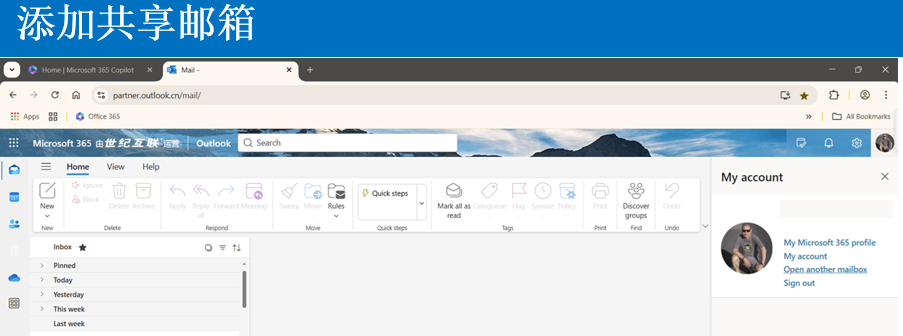 添加共享邮箱
Home | Microsoft 365 Copilot
Mail -
partner.outlook.cn/mail/
Apps
Office 365
All Bookmarks
Microsoft 365 由世纪互联运营
Outlook
Search
Home View Help
My account
New
Ignore
Block
Delete
Archive
Reply
Reply all
Forward
Meeting
Sweep
Move
Rules
Quick steps
Mark all as read
Categorize
Flag
Snooze
Policy
Print
Discover groups
Undo
New
Delete
Respond
Move
Quick steps
Tags
Print
Find
Undo
Inbox
Pinned
Today
Yesterday
This week
Last week
My Microsoft 365 profile
My account
Open another mailbox
Sign out